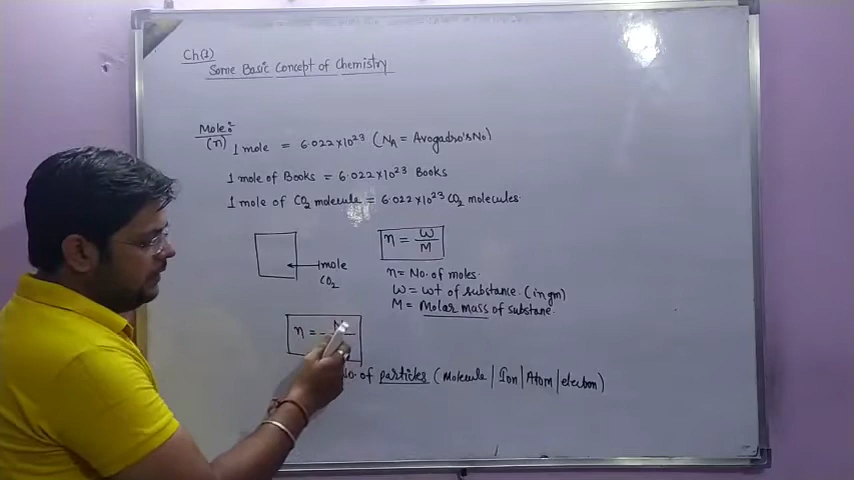 Ch(1)
Some Basic Concept of Chemistry
Mole:
(n)
1 mole = 6.022×10²³ (NA = Avogadro's No)
1 mole of Books = 6.022×10²³ Books
1 mole of CO₂ molecule = 6.022×10²³ CO₂ molecules
1 mole
CO₂
n = W/M
n = No. of moles.
W = wt of substance. (in gm)
M = Molar mass of substane.
n =
No. of particles (Molecule | Ion | Atom | electron)